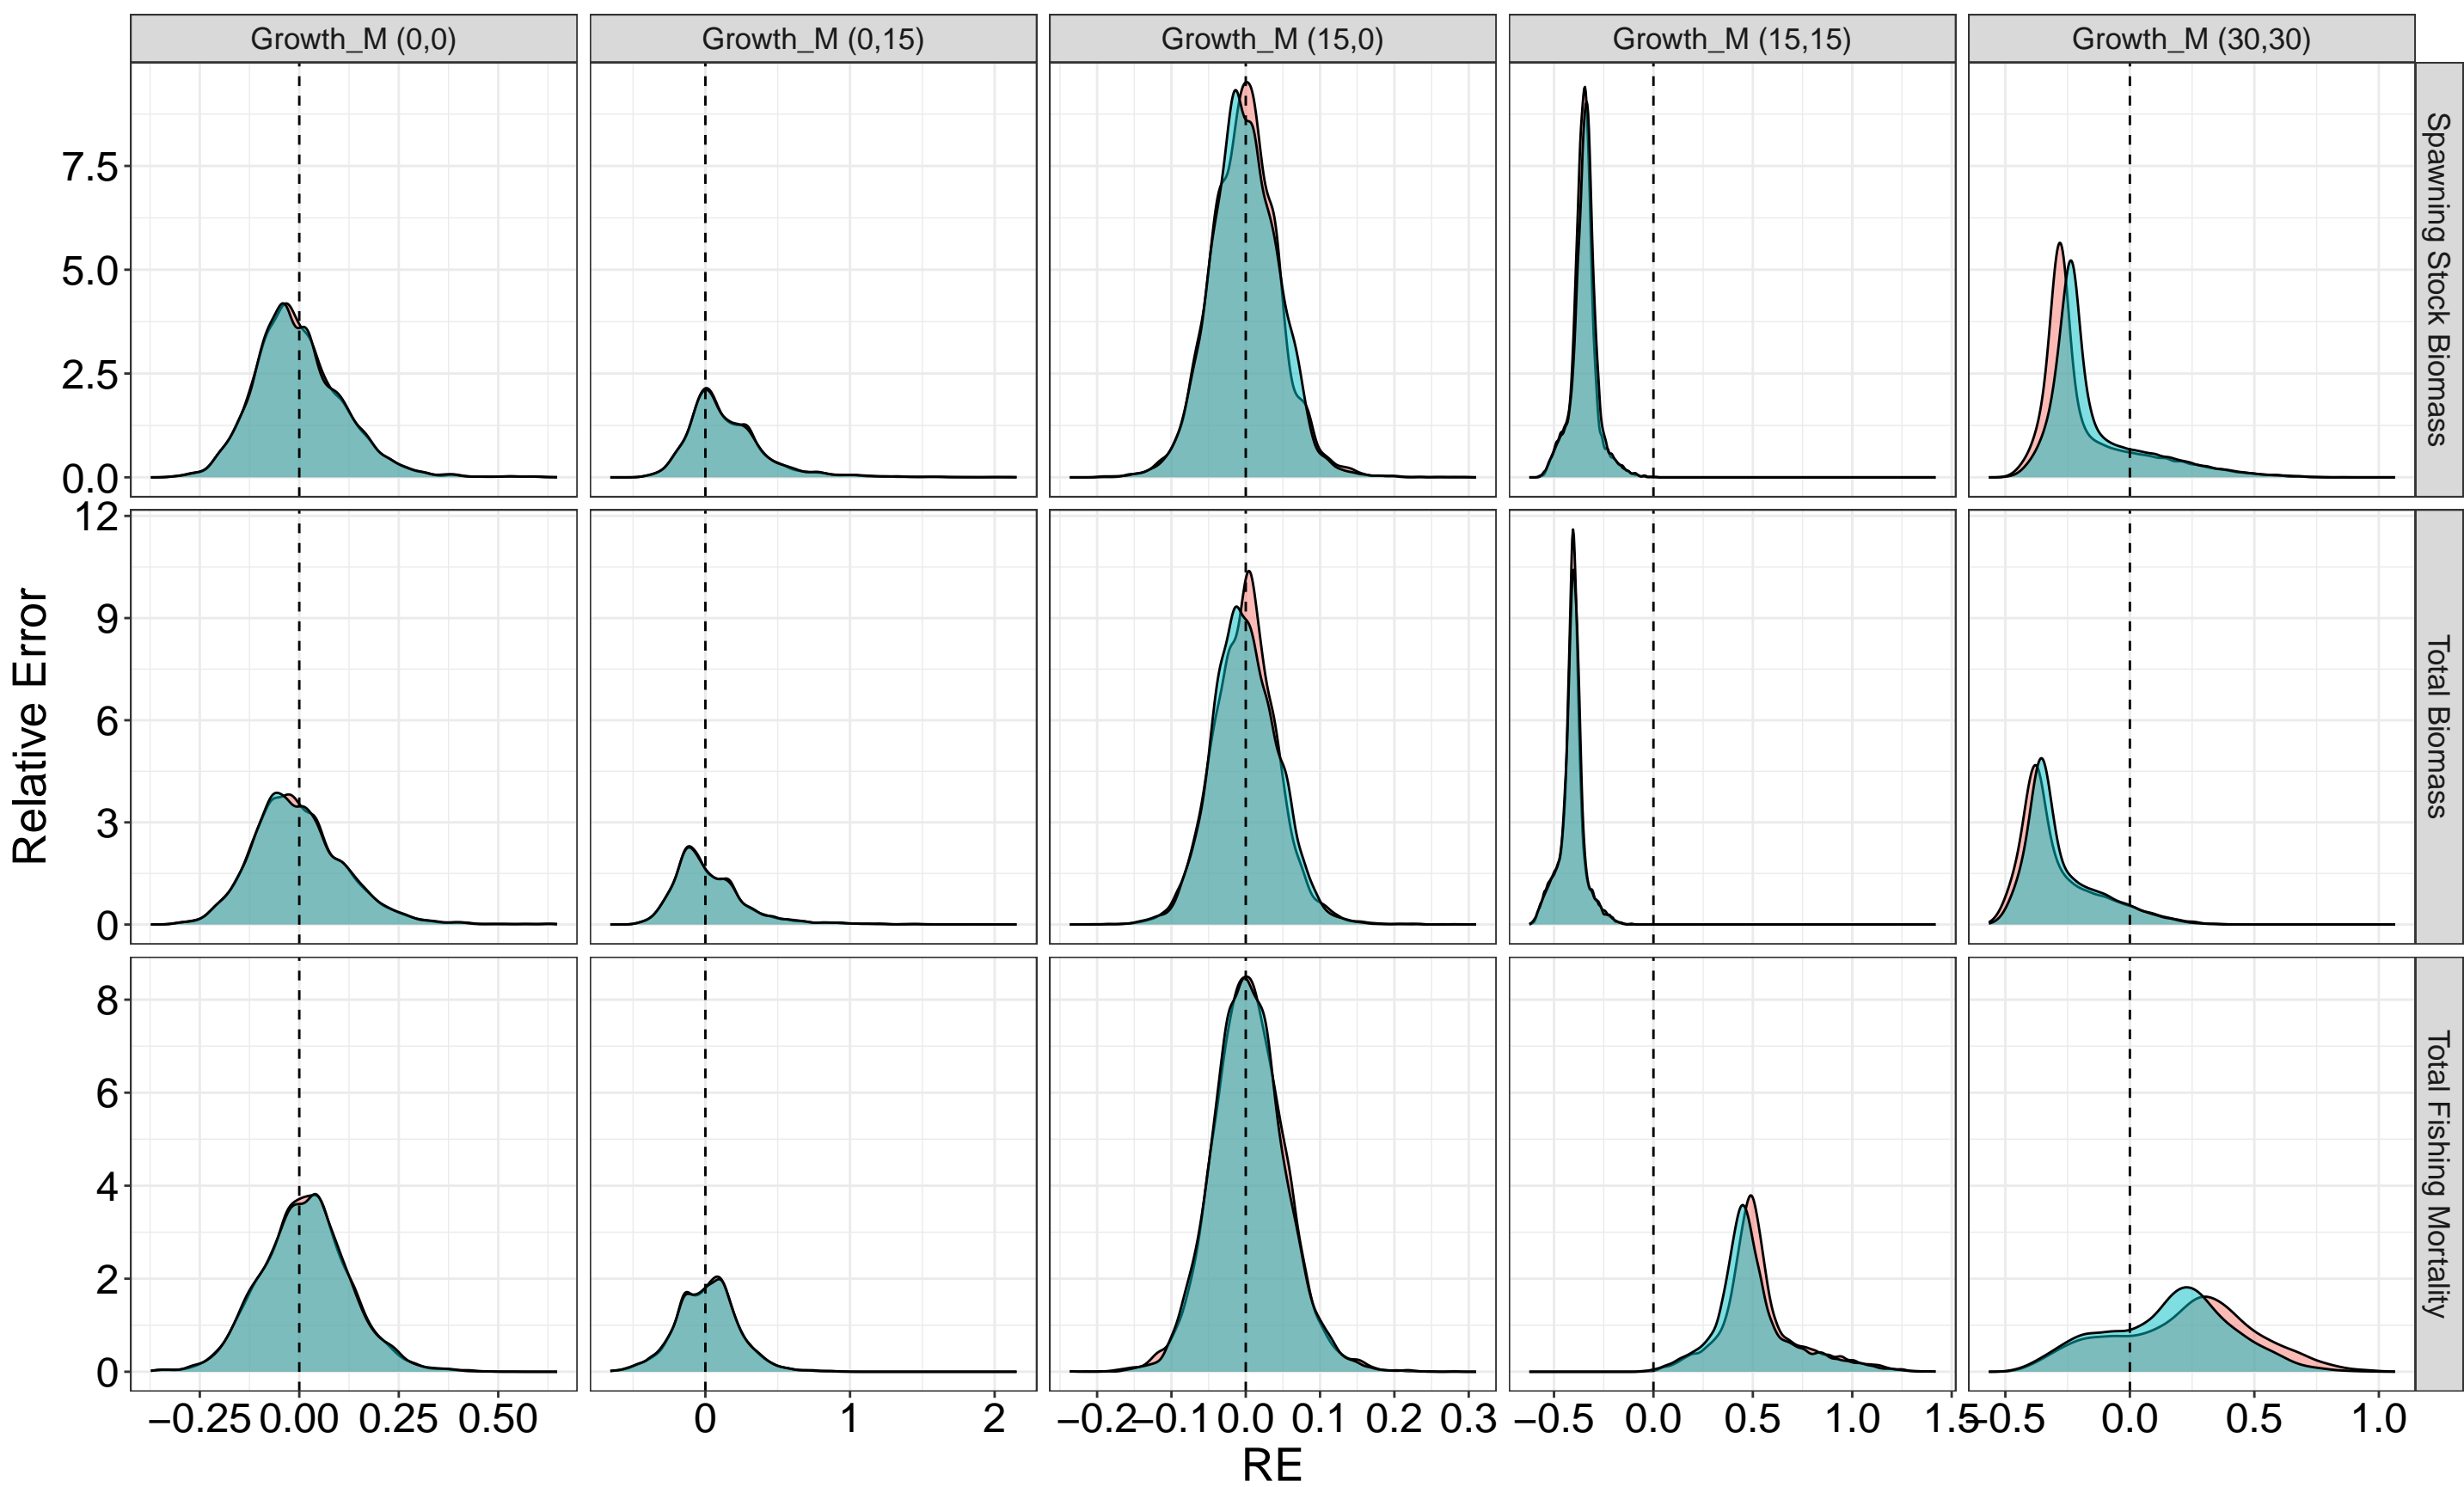 Growth_M (0,0)
Growth_M (0,15)
Growth_M (15,0)
Growth_M (15,15)
Growth_M (30,30)
Spawning Stock Biomass
7.5
5.0
2.5
0.0
Total Biomass
12
9
6
3
0
Total Fishing Mortality
8
6
4
2
0
Relative Error
−0.25 0.00 0.25 0.50
0 1 2
−0.2 −0.1 0.0 0.1 0.2 0.3
−0.5 0.0 0.5 1.0 1.5
−0.5 0.0 0.5 1.0
RE